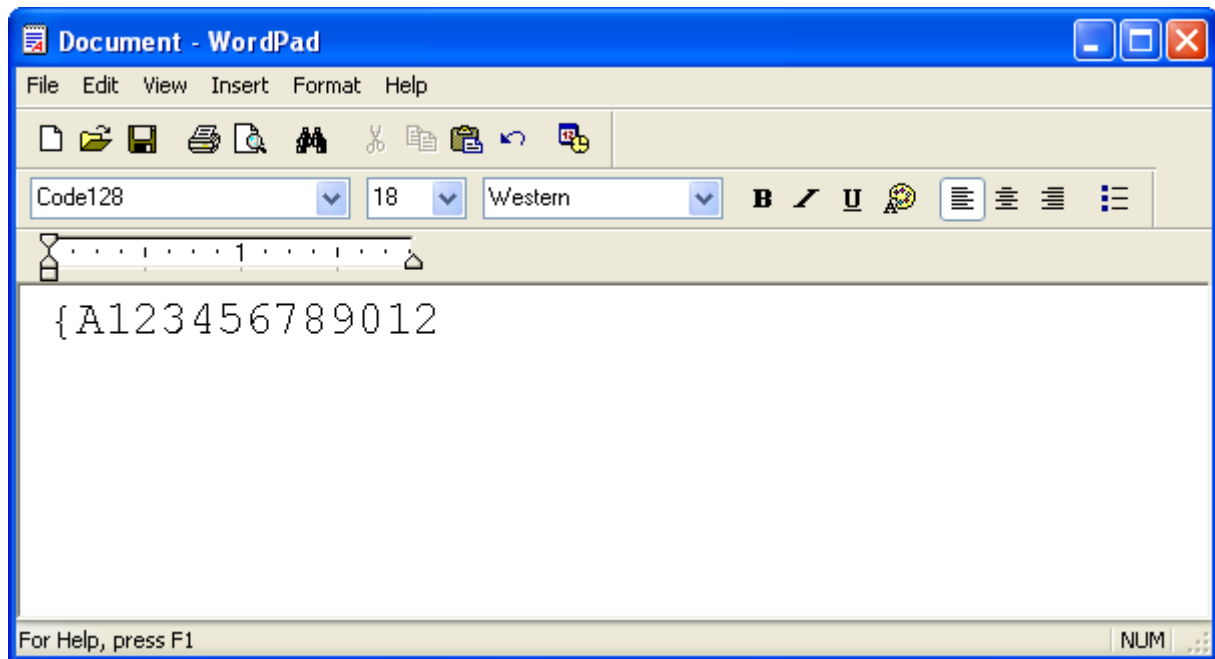 Document - WordPad
File Edit View Insert Format Help
Code128 18 Western B U
1
{A123456789012
For Help, press F1 NUM